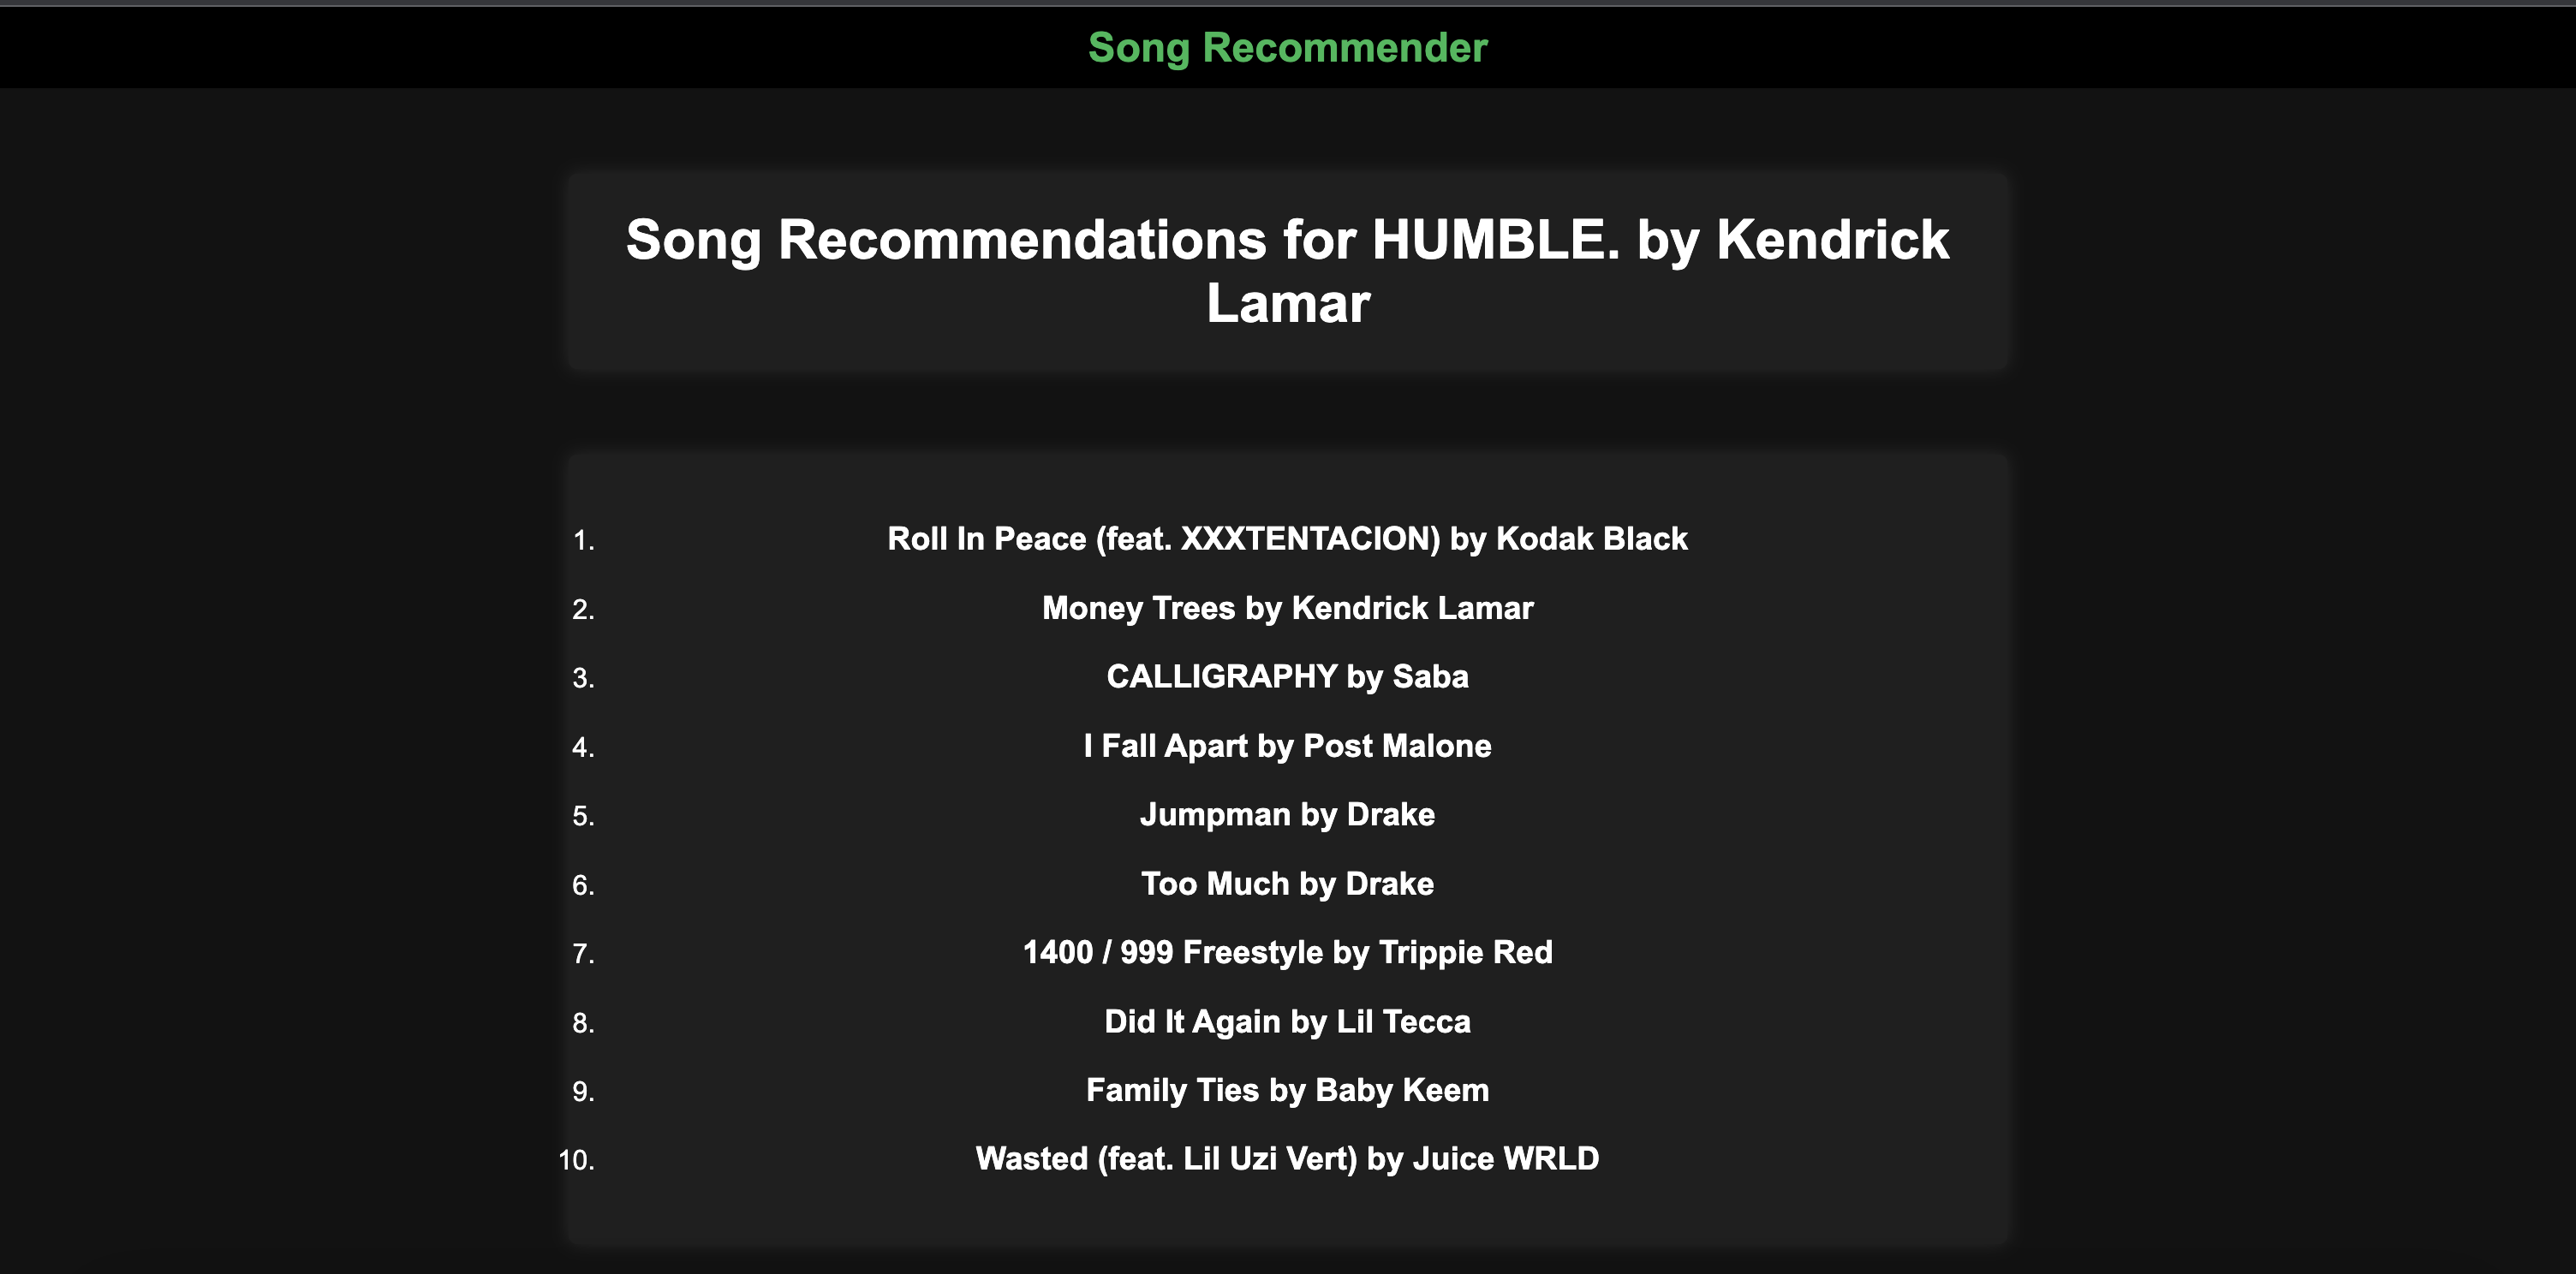 Song Recommender
Song Recommendations for HUMBLE. by Kendrick
Lamar
1. Roll In Peace (feat. XXXTENTACION) by Kodak Black
2. Money Trees by Kendrick Lamar
3. CALLIGRAPHY by Saba
4. I Fall Apart by Post Malone
5. Jumpman by Drake
6. Too Much by Drake
7. 1400 / 999 Freestyle by Trippie Red
8. Did It Again by Lil Tecca
9. Family Ties by Baby Keem
10. Wasted (feat. Lil Uzi Vert) by Juice WRLD